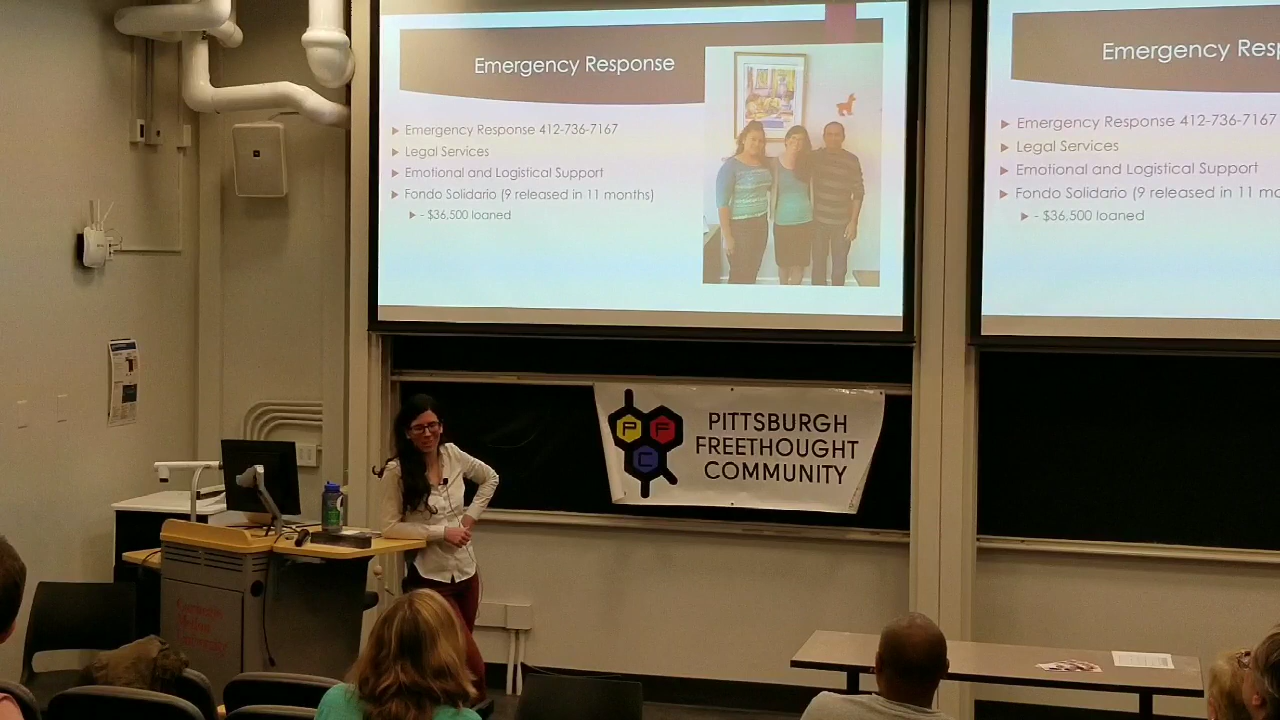 Emergency Response
Emergency Response 412-736-7167
Legal Services
Emotional and Logistical Support
Fondo Solidario (9 released in 11 months)
- $36,500 loaned
Emergency Resp
Emergency Response 412-736-7167
Legal Services
Emotional and Logistical Support
Fondo Solidario (9 released in 11 mo
- $36,500 loaned
P F
C
PITTSBURGH
FREETHOUGHT
COMMUNITY
Carnegie
Mellon